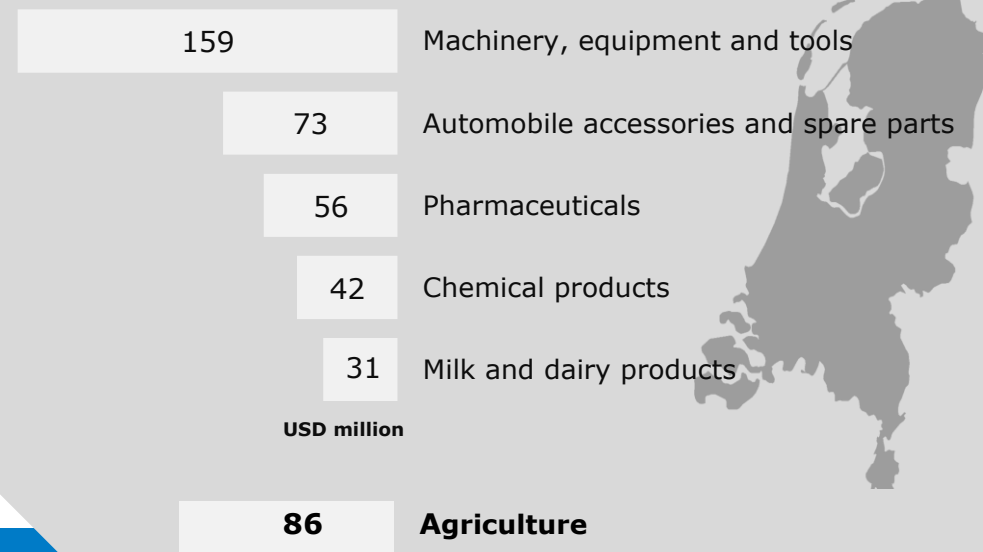 159 Machinery, equipment and tools
73 Automobile accessories and spare parts
56 Pharmaceuticals
42 Chemical products
31 Milk and dairy products
USD million
86 Agriculture